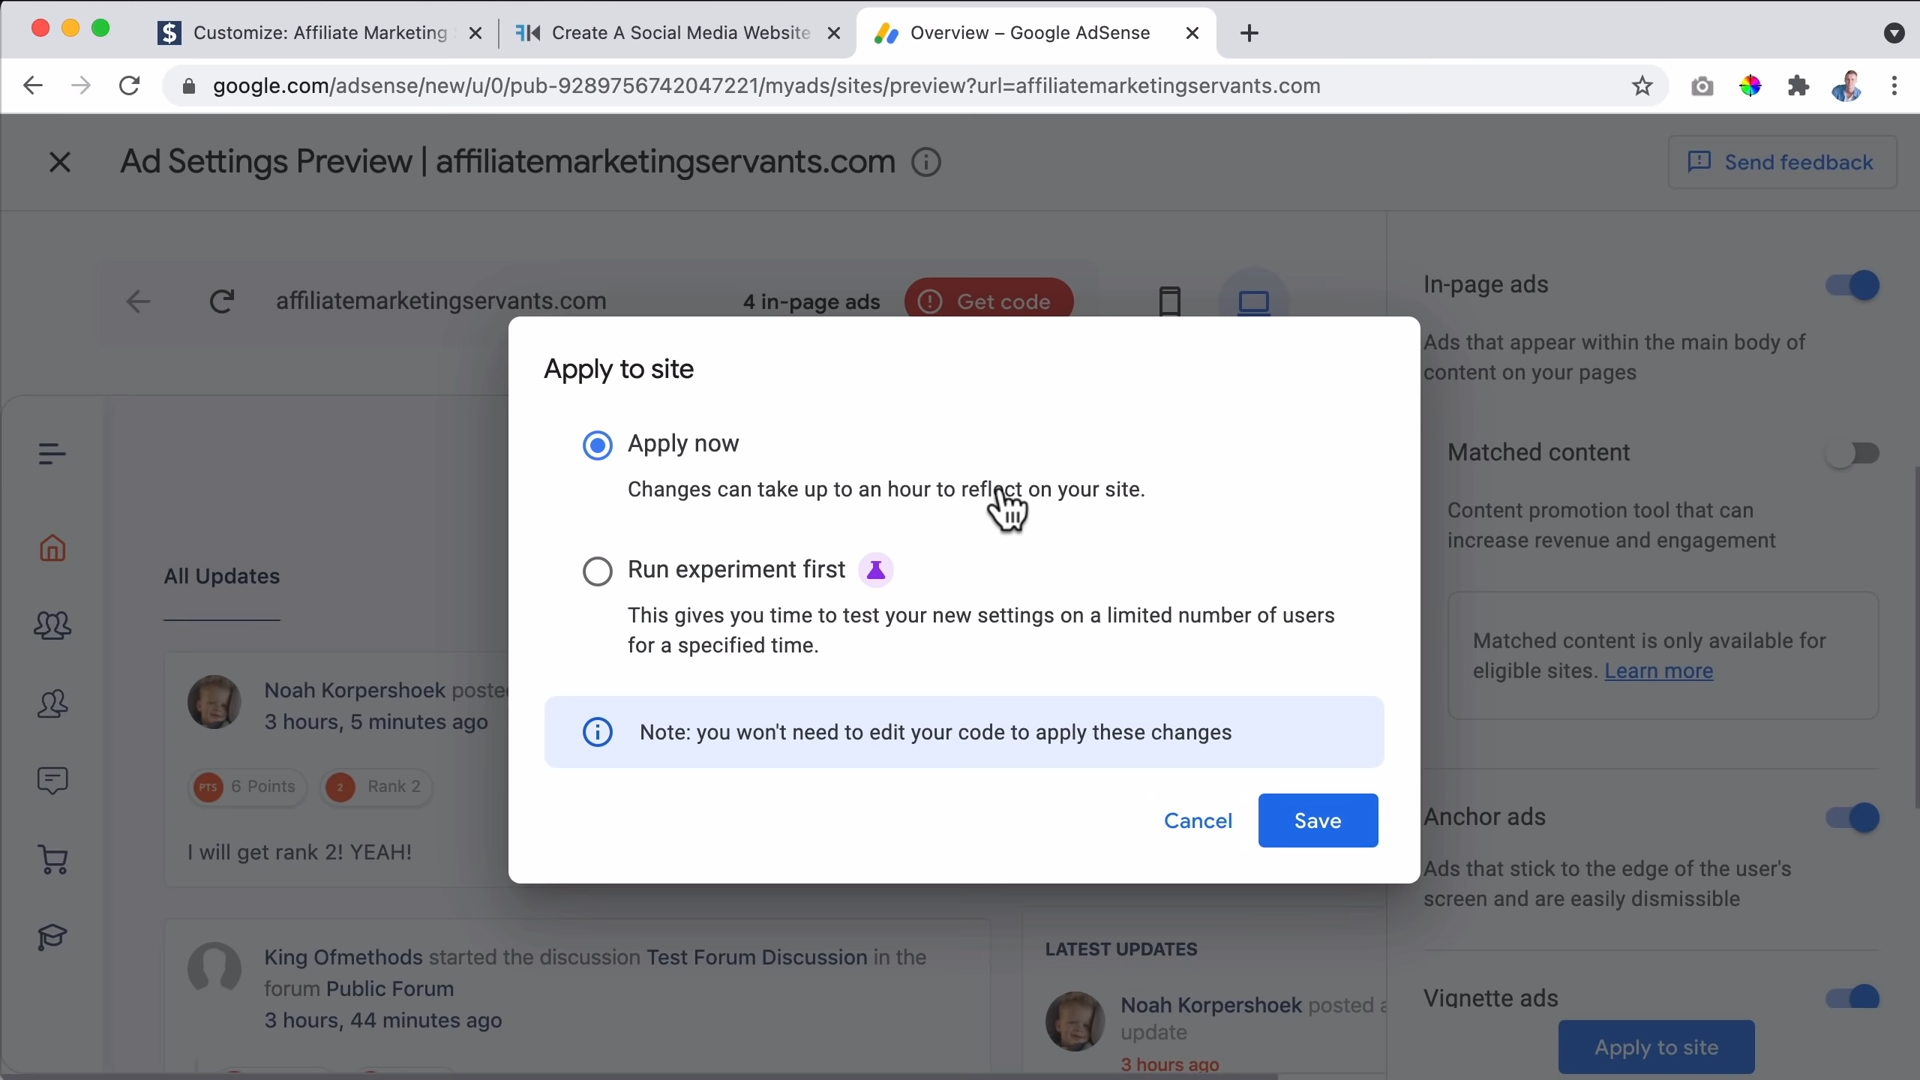 Customize: Affiliate Marketing
Create A Social Media Website
Overview – Google AdSense
google.com/adsense/new/u/0/pub-9289756742047221/myads/sites/preview?url=affiliatemarketingservants.com
Ad Settings Preview | affiliatemarketingservants.com
Send feedback
affiliatemarketingservants.com
4 in-page ads
Get code
In-page ads
Ads that appear within the main body of
content on your pages
Matched content
Content promotion tool that can
increase revenue and engagement
Matched content is only available for
eligible sites. Learn more
Anchor ads
Ads that stick to the edge of the user's
screen and are easily dismissible
Vignette ads
Apply to site
Apply to site
Apply now
Changes can take up to an hour to reflect on your site.
Run experiment first
This gives you time to test your new settings on a limited number of users
for a specified time.
Note: you won't need to edit your code to apply these changes
Cancel
Save
All Updates
Noah Korpershoek poste
3 hours, 5 minutes ago
PTS 6 Points
2 Rank 2
I will get rank 2! YEAH!
King Ofmethods started the discussion Test Forum Discussion in the
forum Public Forum
3 hours, 44 minutes ago
LATEST UPDATES
Noah Korpershoek posted a
update
3 hours ago